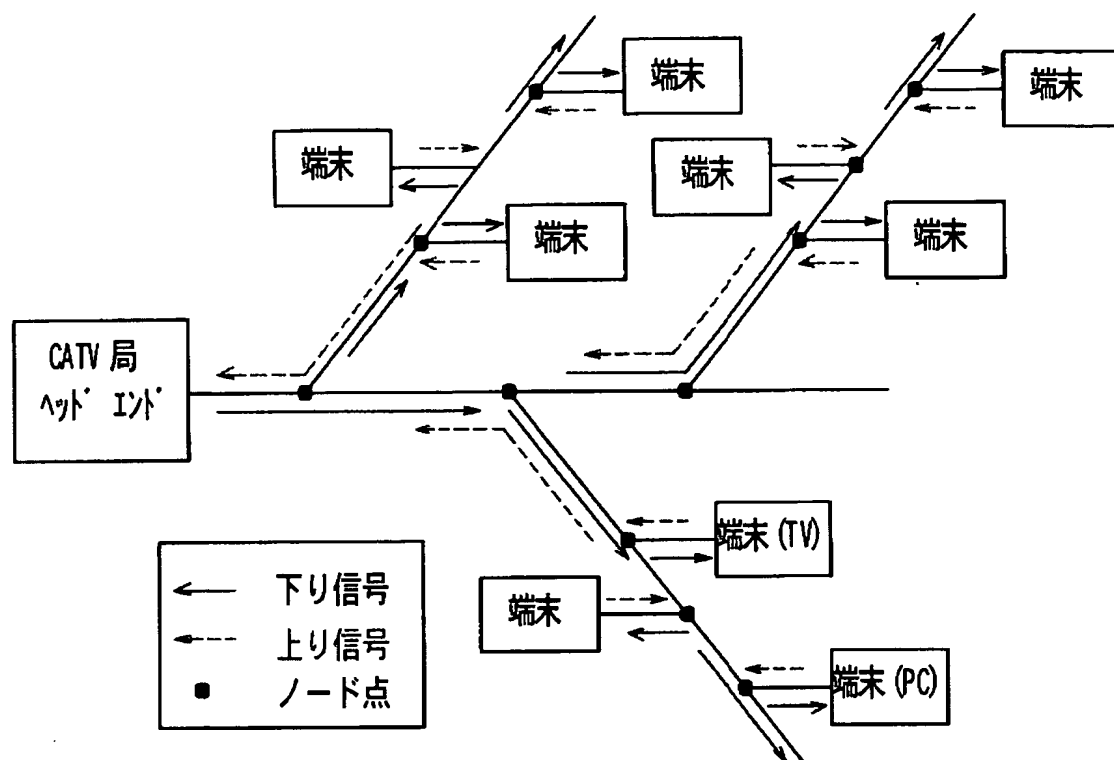 端末
端末
端末
端末
端末
端末
CATV 局
ヘッド エンド
端末 (TV)
端末
端末 (PC)
下り信号
上り信号
ノード点